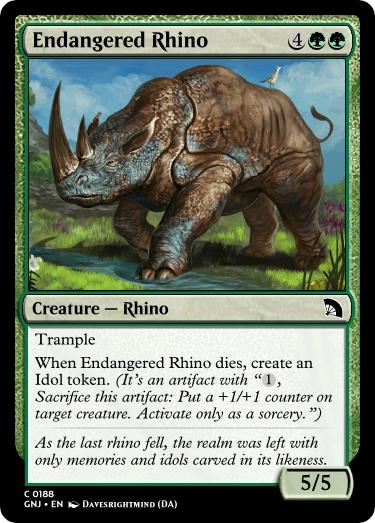 Endangered Rhino 4
Creature — Rhino
Trample
When Endangered Rhino dies, create an
Idol token. (It's an artifact with “1,
Sacrifice this artifact: Put a +1/+1 counter on
target creature. Activate only as a sorcery.”)
As the last rhino fell, the realm was left with
only memories and idols carved in its likeness.
5/5
C 0188
GNJ • EN DAVESRIGHTMIND (DA)